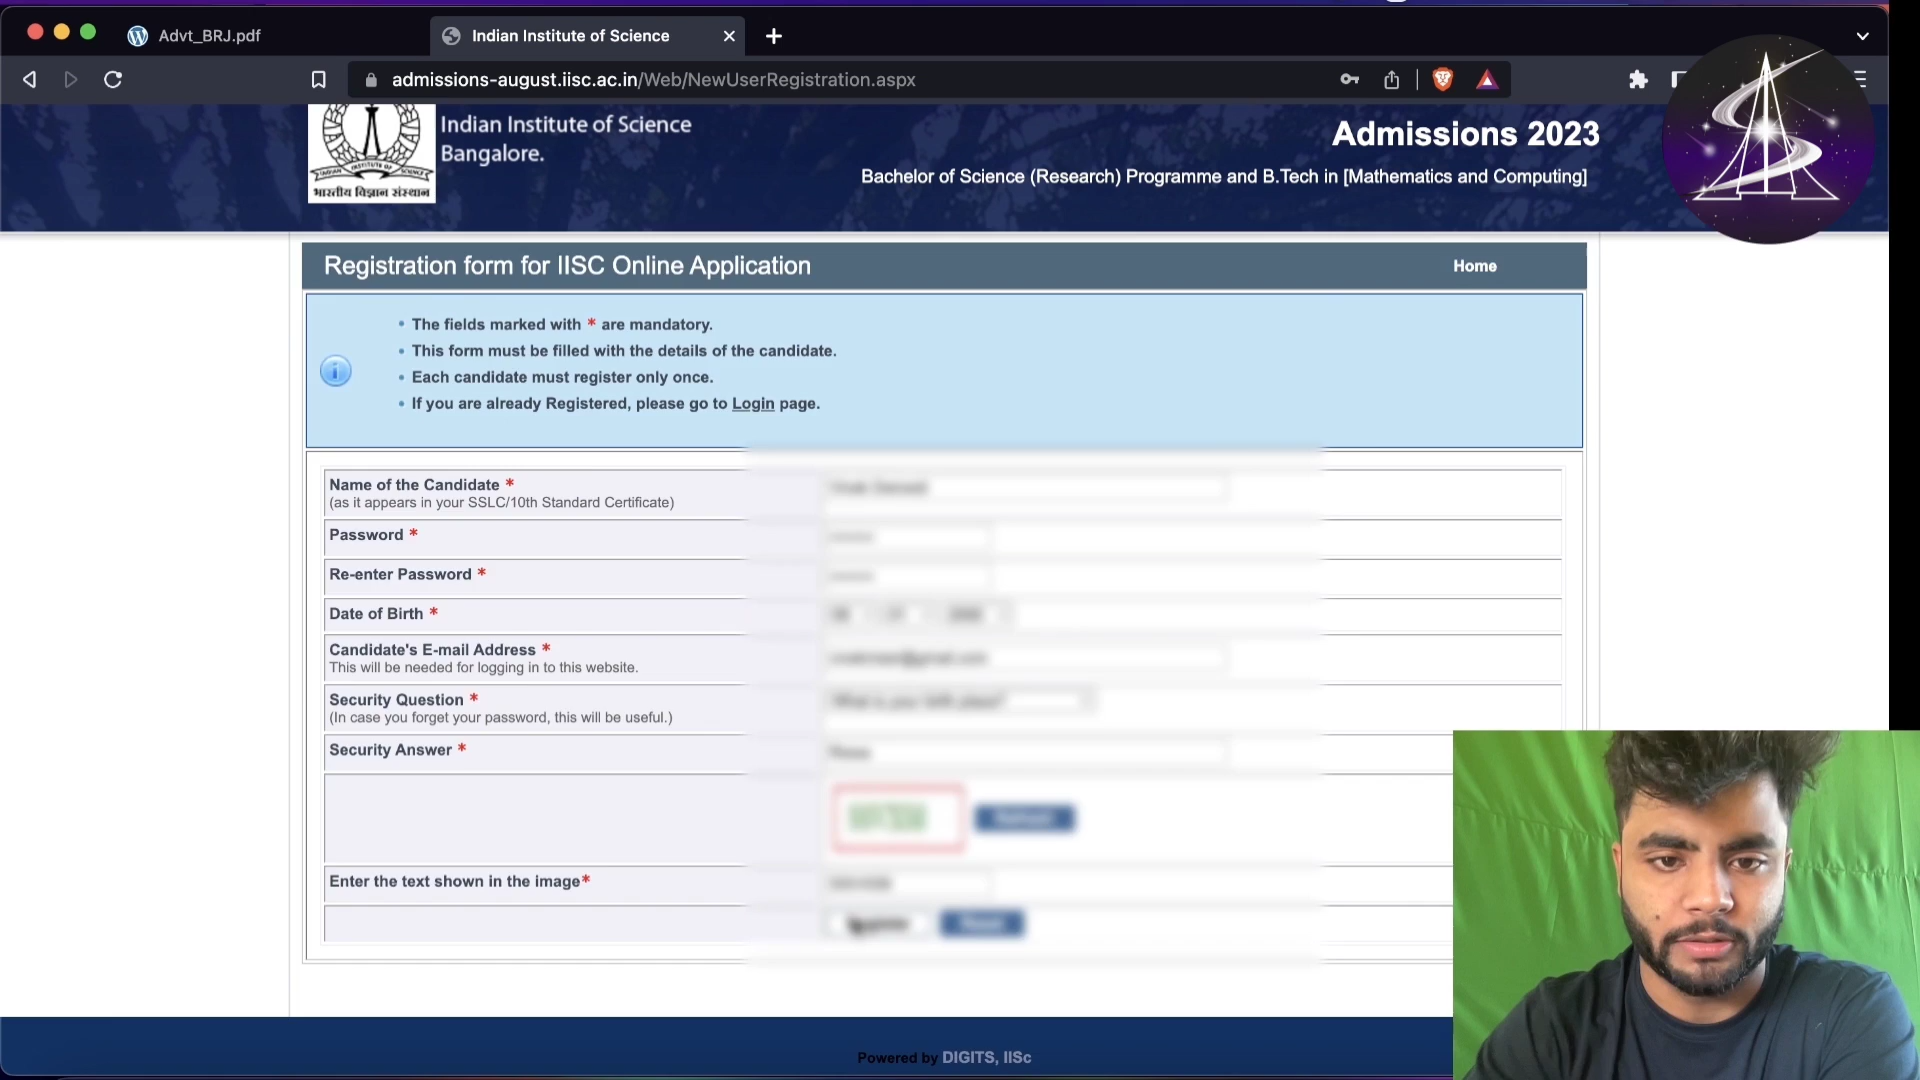 Advt_BRJ.pdf
Indian Institute of Science
admissions-august.iisc.ac.in/Web/NewUserRegistration.aspx
Indian Institute of Science
Bangalore.
भारतीय विज्ञान संस्थान
Admissions 2023
Bachelor of Science (Research) Programme and B.Tech in [Mathematics and Computing]
Registration form for IISC Online Application
Home
The fields marked with * are mandatory.
This form must be filled with the details of the candidate.
Each candidate must register only once.
If you are already Registered, please go to Login page.
Name of the Candidate *
(as it appears in your SSLC/10th Standard Certificate)
Password *
Re-enter Password *
Date of Birth *
Candidate's E-mail Address *
This will be needed for logging in to this website.
Security Question *
(In case you forget your password, this will be useful.)
What is your birth place?
Security Answer *
Enter the text shown in the image*
Powered by DIGITS, IISc